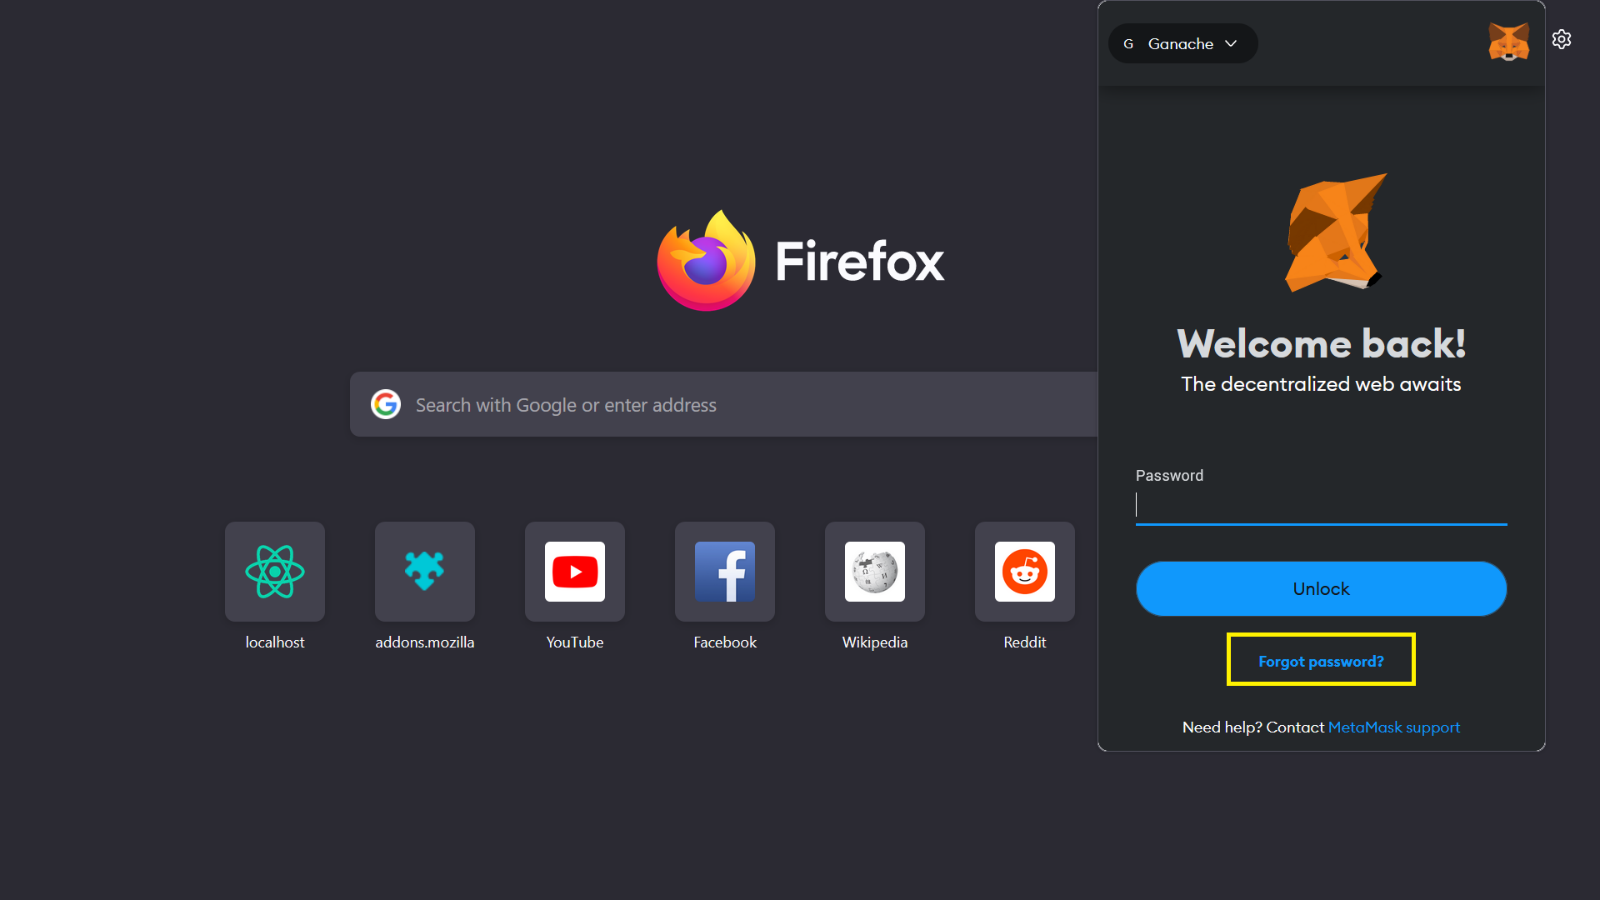 G Ganache
Firefox
Search with Google or enter address
localhost
addons.mozilla
YouTube
Facebook
Wikipedia
Reddit
Welcome back!
The decentralized web awaits
Password
Unlock
Forgot password?
Need help? Contact MetaMask support